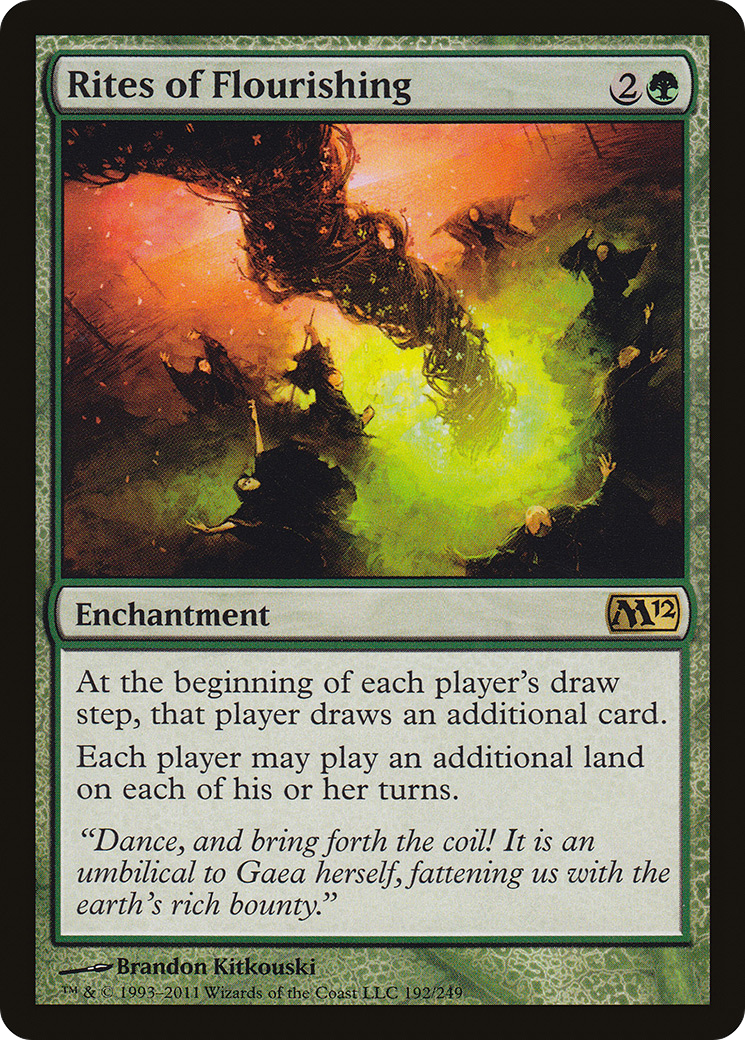 Rites of Flourishing 2
Enchantment M12
At the beginning of each player's draw
step, that player draws an additional card.
Each player may play an additional land
on each of his or her turns.
“Dance, and bring forth the coil! It is an
umbilical to Gaea herself, fattening us with the
earth's rich bounty.”
Brandon Kitkouski
™ & © 1993–2011 Wizards of the Coast LLC 192/249